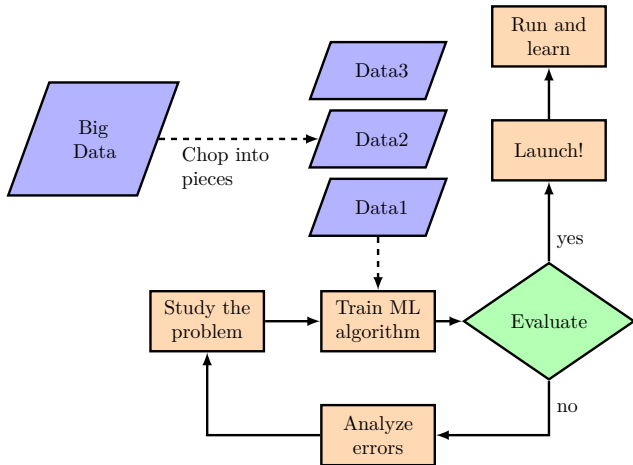 Run and
learn
Data3
Big
Data
Data2
Chop into
pieces
Launch!
Data1
yes
Study the
problem
Train ML
algorithm
Evaluate
no
Analyze
errors